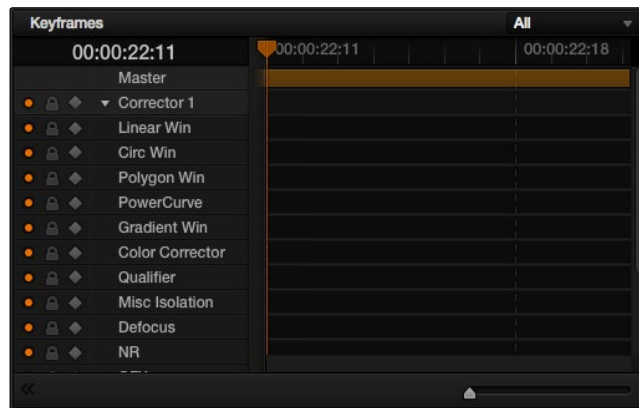 Keyframes All
00:00:22:11 00:00:22:11 00:00:22:18
Master
Corrector 1
Linear Win
Circ Win
Polygon Win
PowerCurve
Gradient Win
Color Corrector
Qualifier
Misc Isolation
Defocus
NR